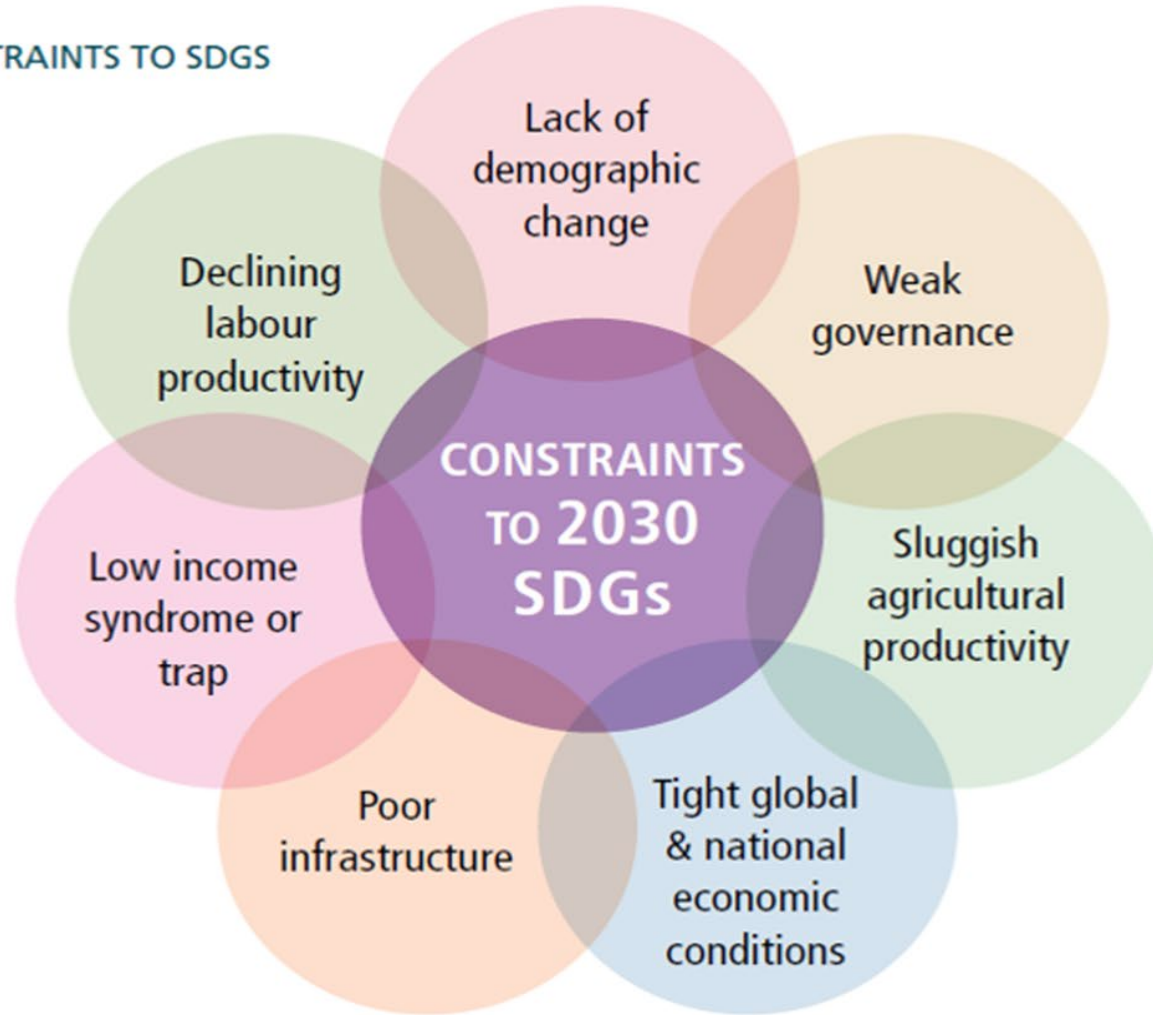 TRAINTS TO SDGS
Lack of
demographic
change
Weak
governance
Sluggish
agricultural
productivity
Tight global
& national
economic
conditions
Poor
infrastructure
Low income
syndrome or
trap
Declining
labour
productivity
CONSTRAINTS
TO 2030
SDGs